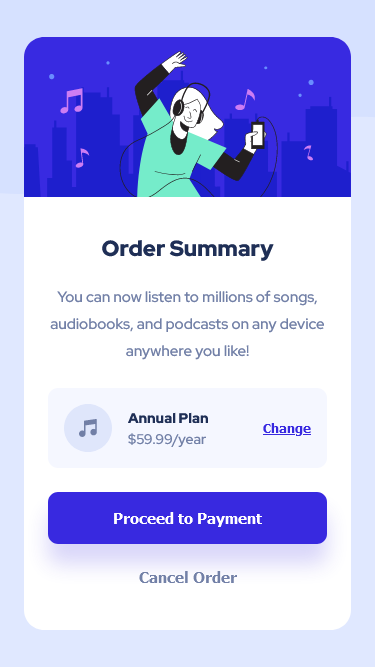 Order Summary
You can now listen to millions of songs,
audiobooks, and podcasts on any device
anywhere you like!
Annual Plan
$59.99/year
Change
Proceed to Payment
Cancel Order